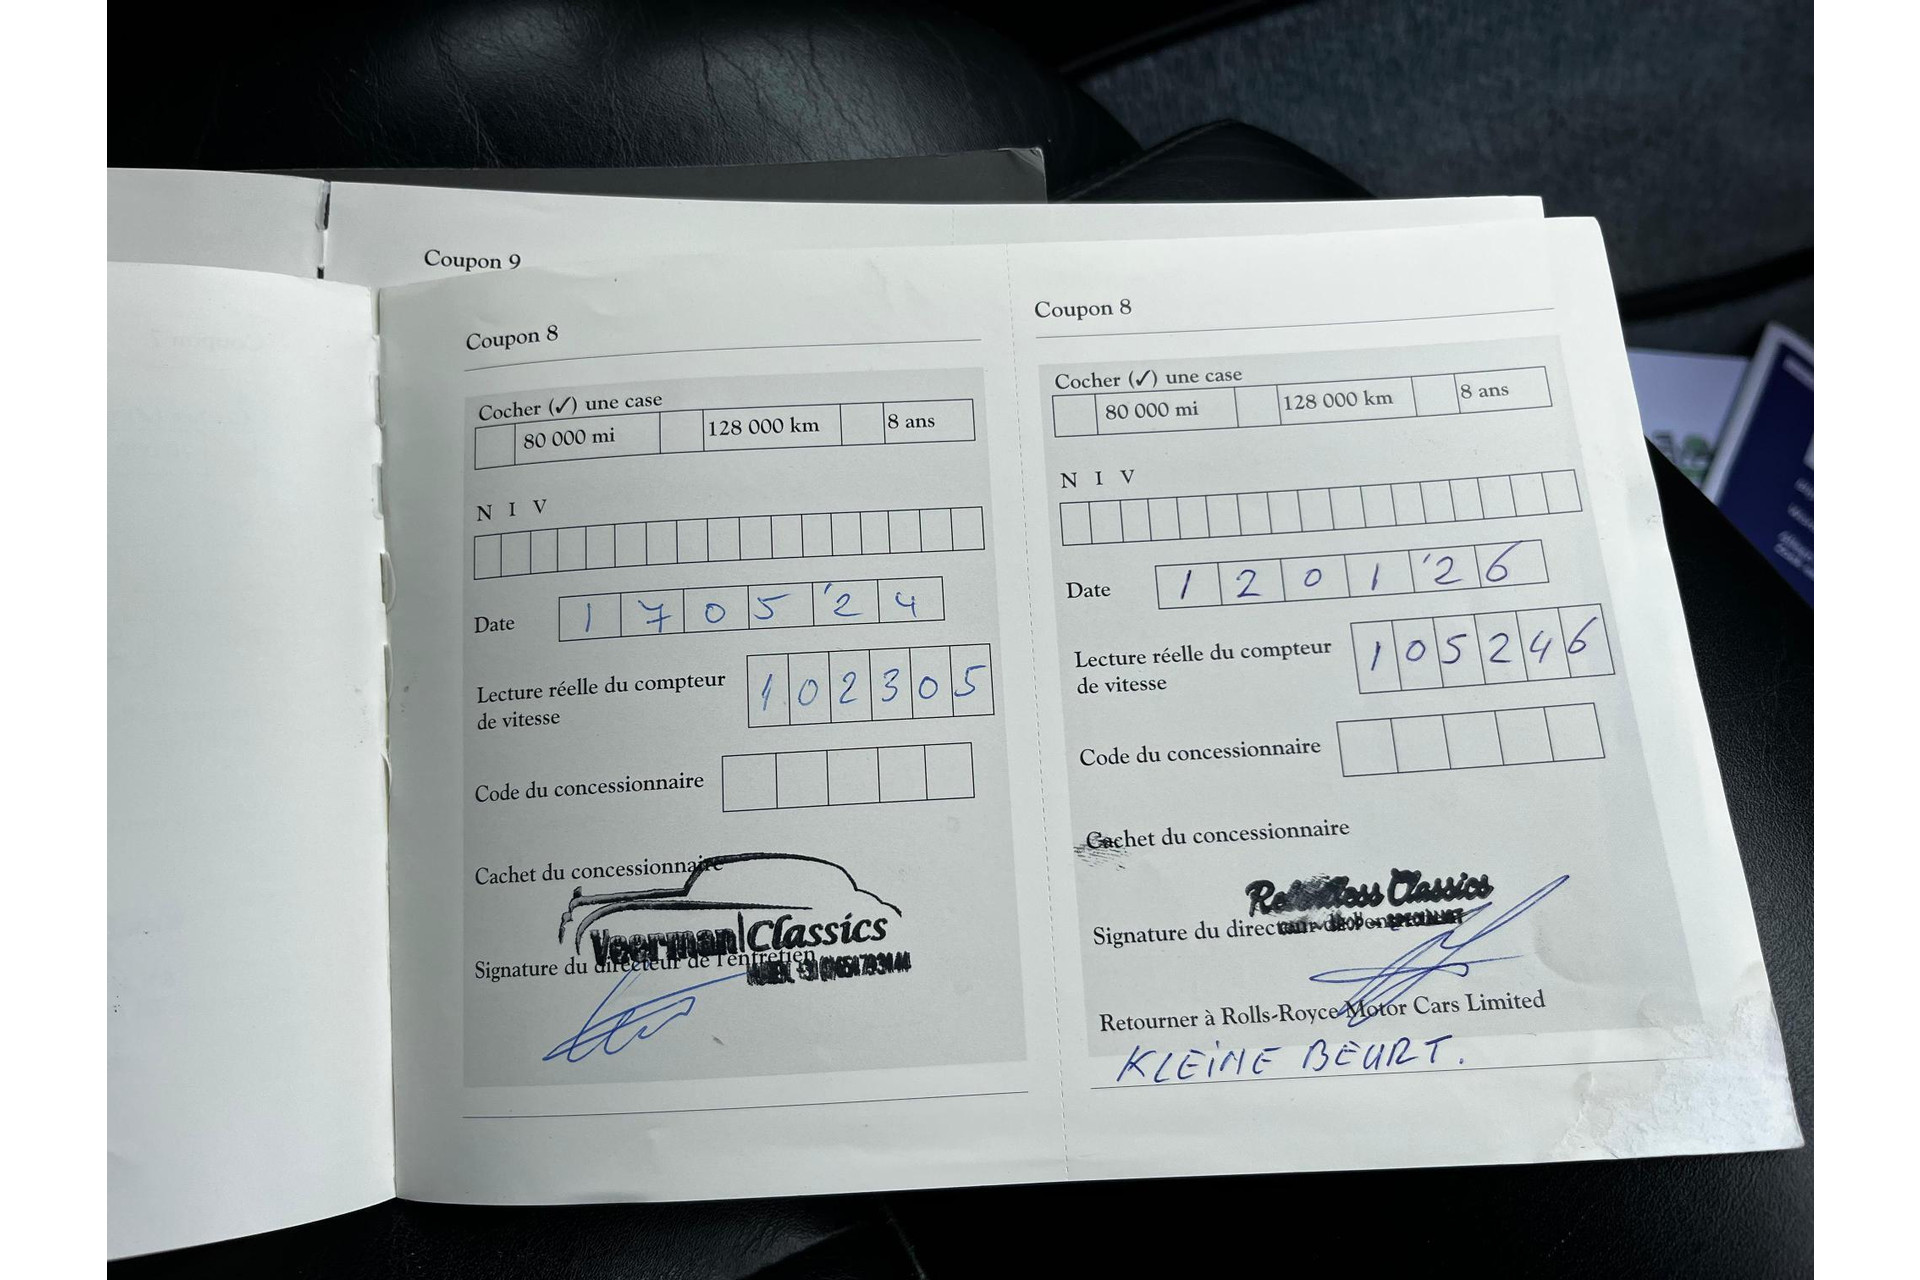 Coupon 9
Coupon 8
Cocher (✓) une case
80 000 mi 128 000 km 8 ans
N I V
Date 1 7 0 5 '2 4
Lecture réelle du compteur
de vitesse 1 0 2 3 0 5
Code du concessionnaire
Cachet du concessionnaire
Veerman|Classics
Signature du directeur de l'entretien
Coupon 8
Cocher (✓) une case
80 000 mi 128 000 km 8 ans
N I V
Date 1 2 0 1 '2 6
Lecture réelle du compteur
de vitesse 1 0 5 2 4 6
Code du concessionnaire
Cachet du concessionnaire
Classics
Signature du
Retourner à Rolls-Royce Motor Cars Limited
KLEINE BEURT.